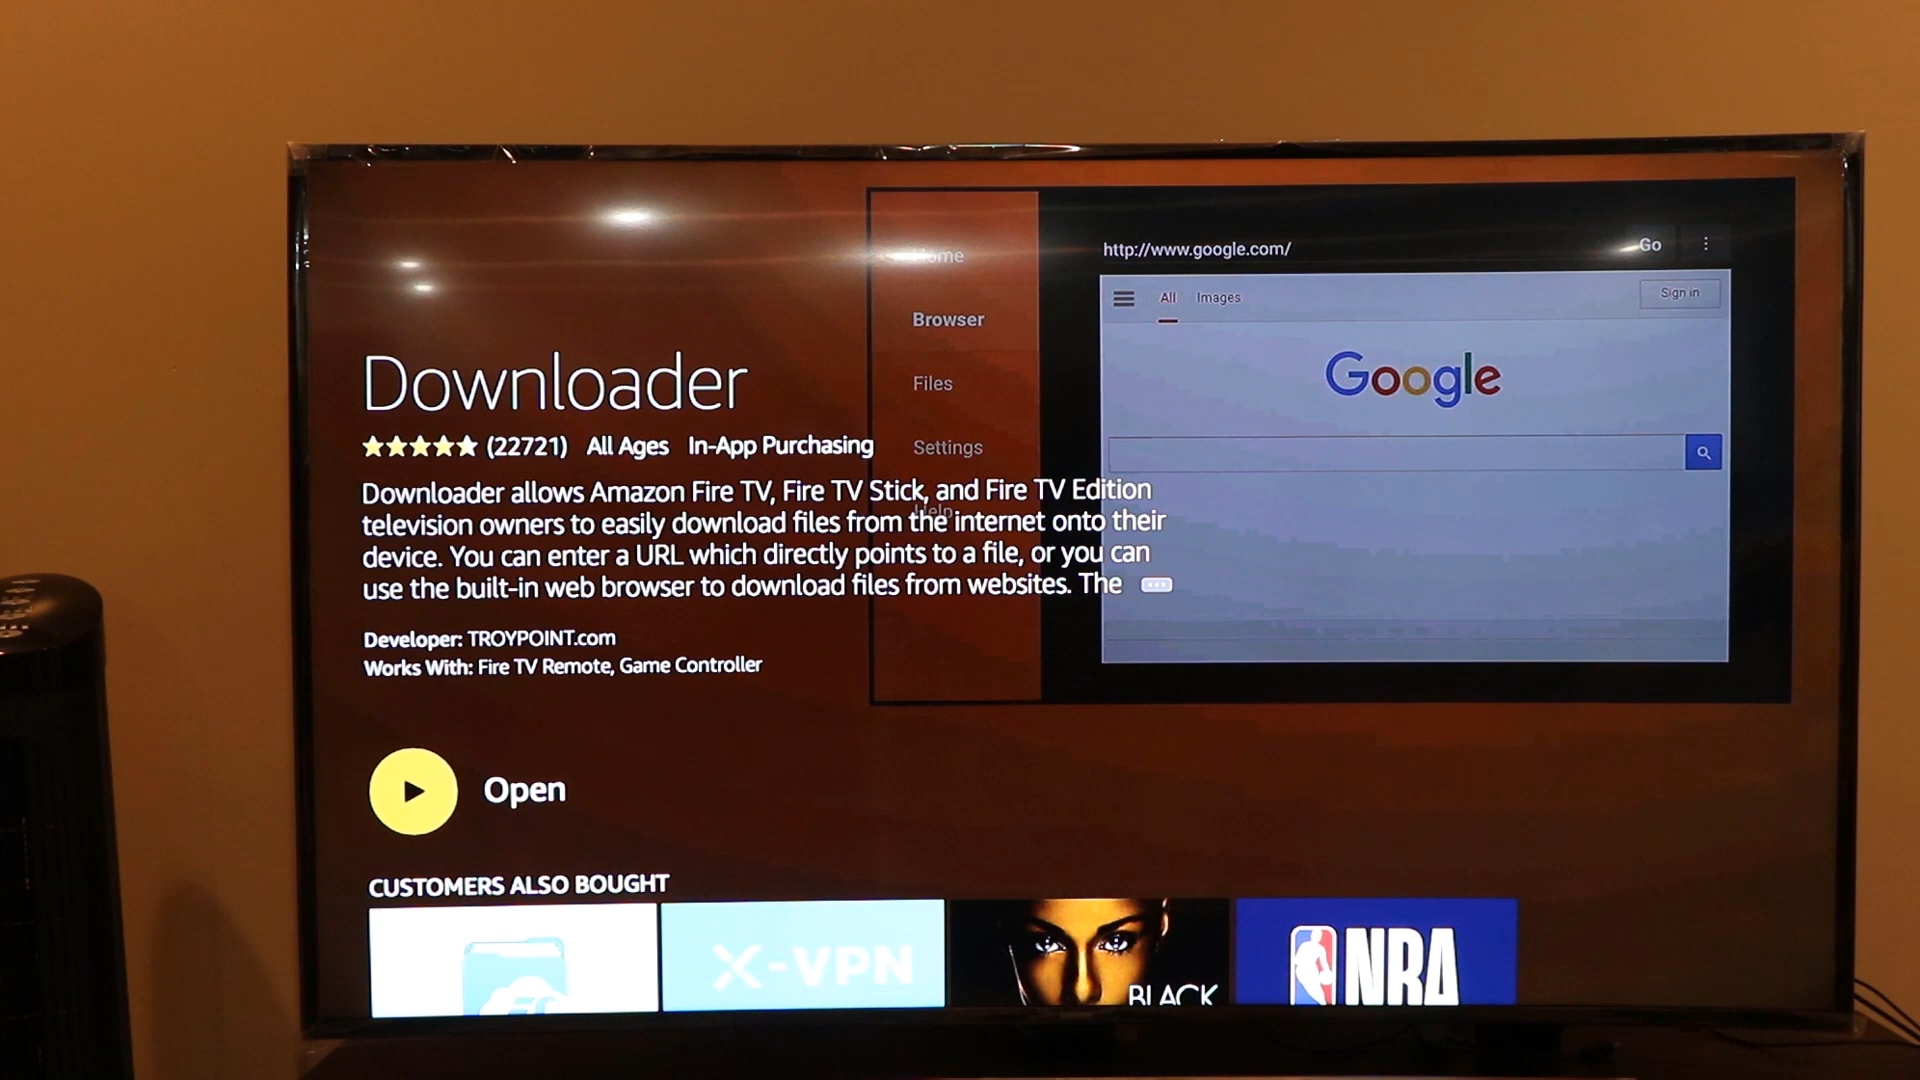 Home
Browser
Files
Settings
Help
http://www.google.com/
Go
All Images
Sign in
Google
Downloader
(22721) All Ages In-App Purchasing
Downloader allows Amazon Fire TV, Fire TV Stick, and Fire TV Edition
television owners to easily download files from the internet onto their
device. You can enter a URL which directly points to a file, or you can
use the built-in web browser to download files from websites. The
Developer: TROYPOINT.com
Works With: Fire TV Remote, Game Controller
Open
CUSTOMERS ALSO BOUGHT
X-VPN
BLACK
NBA